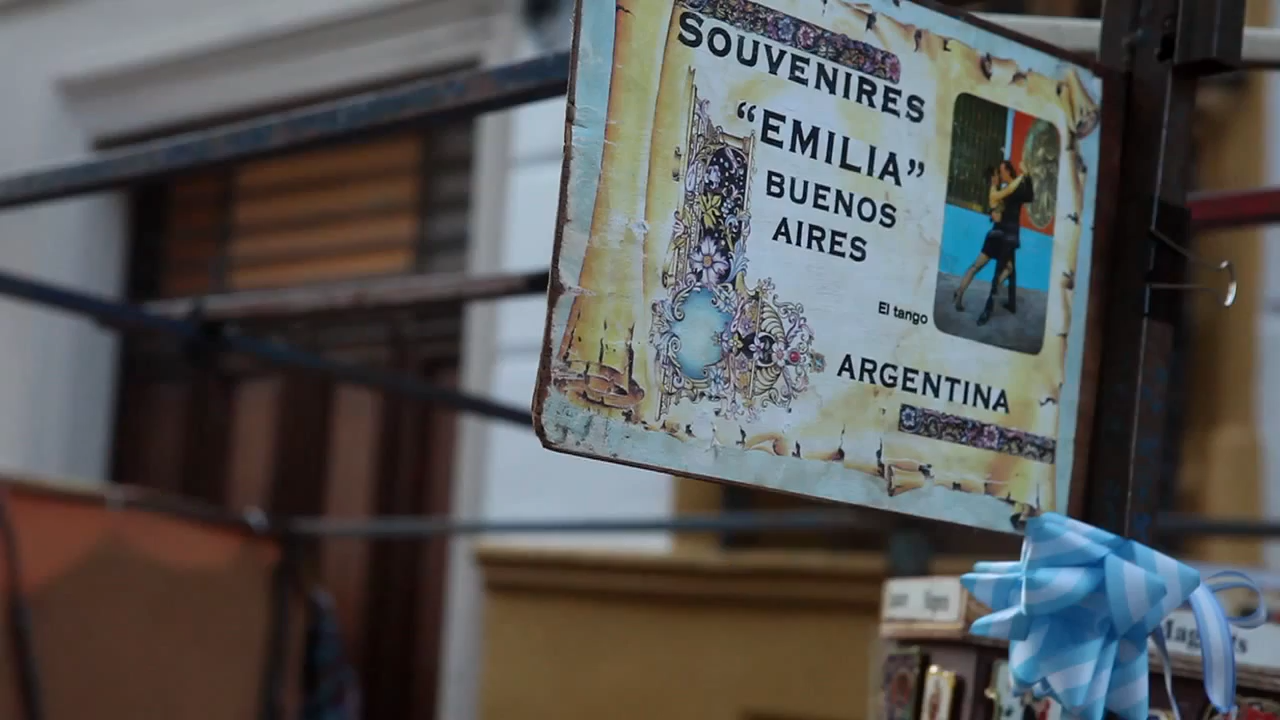 SOUVENIRES
“EMILIA”
BUENOS
AIRES
El tango
ARGENTINA